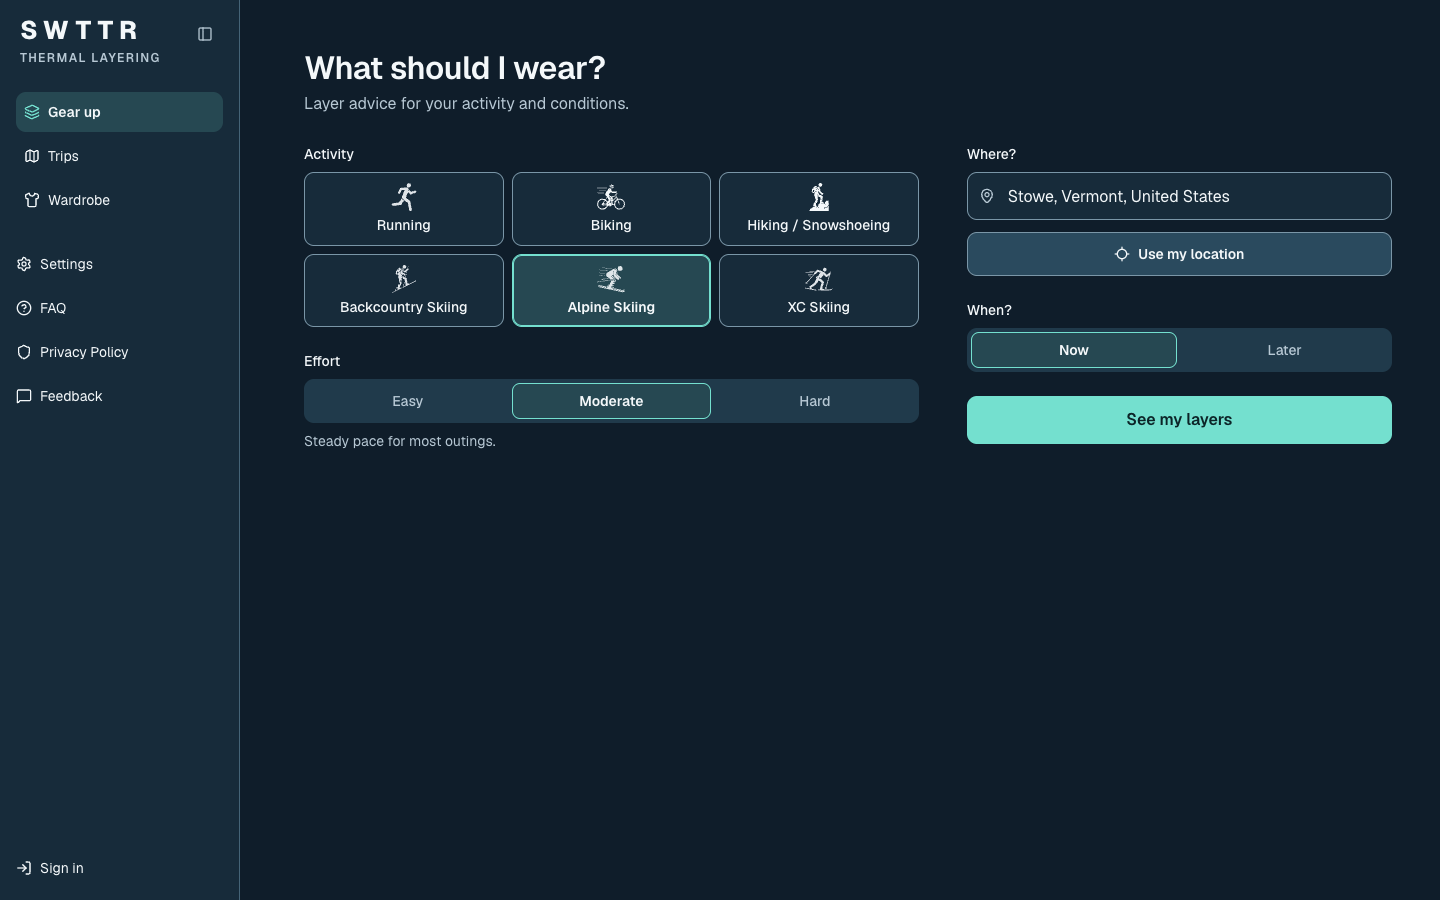 SWTTR
THERMAL LAYERING
Gear up
Trips
Wardrobe
Settings
FAQ
Privacy Policy
Feedback
Sign in
What should I wear?
Layer advice for your activity and conditions.
Activity
Running
Biking
Hiking / Snowshoeing
Backcountry Skiing
Alpine Skiing
XC Skiing
Effort
Easy
Moderate
Hard
Steady pace for most outings.
Where?
Stowe, Vermont, United States
Use my location
When?
Now
Later
See my layers